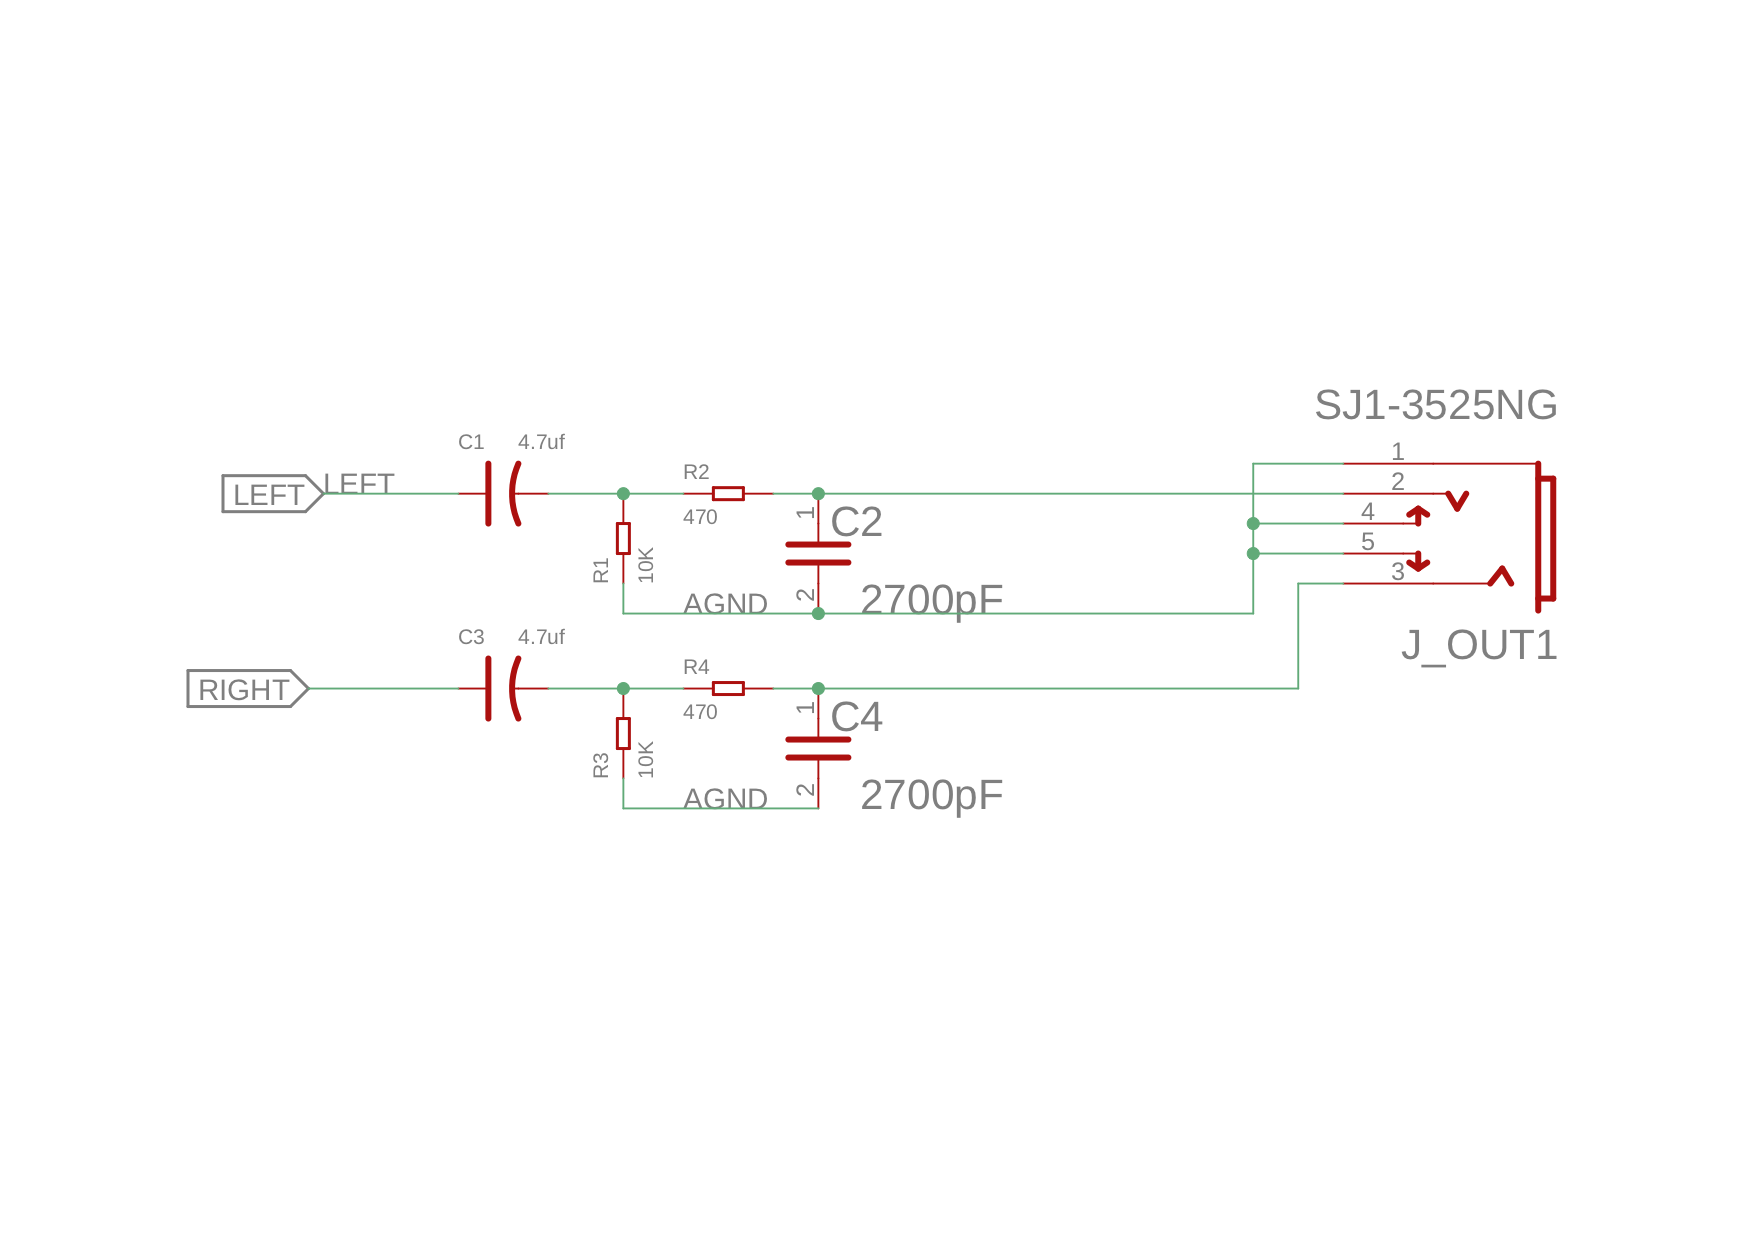 SJ1-3525NG
1
2
4
5
3
J_OUT1
LEFT
LEFT
C1
4.7uf
R2
470
R1
10K
1
C2
2
2700pF
AGND
RIGHT
C3
4.7uf
R4
470
R3
10K
1
C4
2
2700pF
AGND